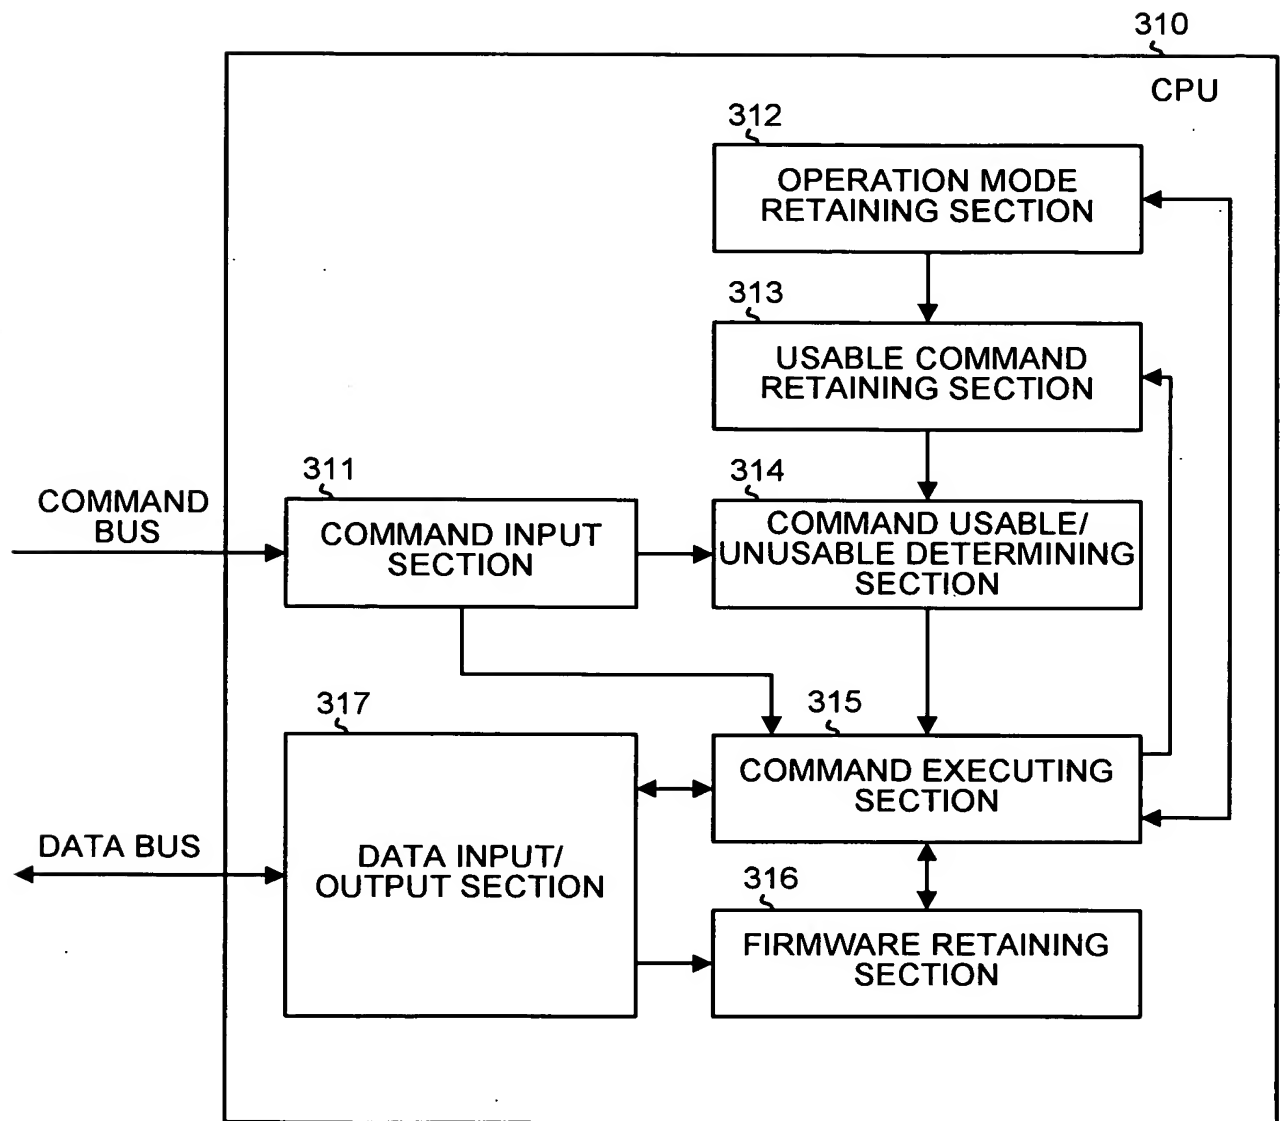 310
CPU
312
OPERATION MODE
RETAINING SECTION
313
USABLE COMMAND
RETAINING SECTION
311
314
COMMAND
BUS
COMMAND INPUT
SECTION
COMMAND USABLE/
UNUSABLE DETERMINING
SECTION
317
315
COMMAND EXECUTING
SECTION
DATA BUS
DATA INPUT/
OUTPUT SECTION
316
FIRMWARE RETAINING
SECTION